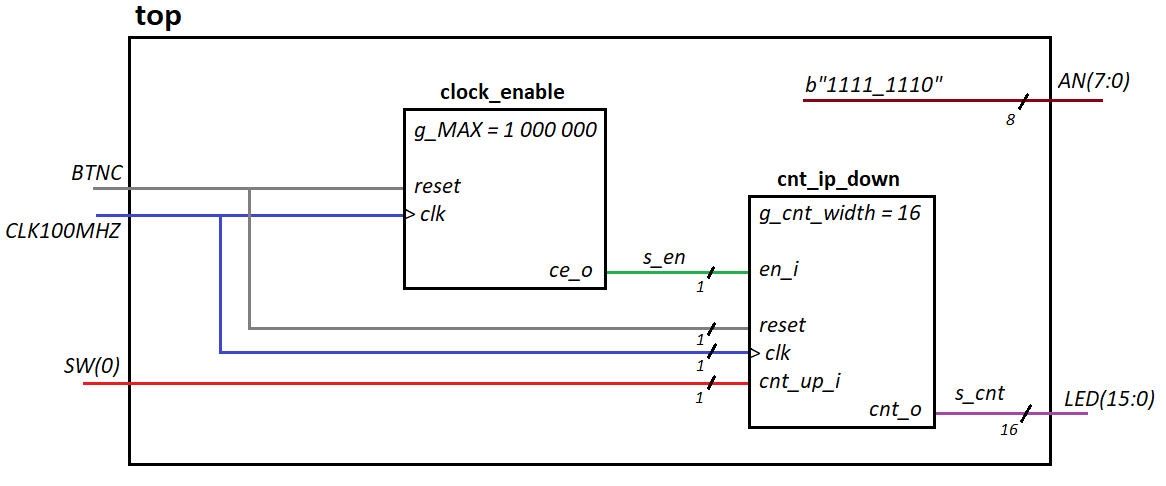 top
b"1111_1110"
AN(7:0)
8
clock_enable
g_MAX = 1 000 000
BTNC
reset
clk
CLK100MHZ
ce_o
s_en
1
cnt_ip_down
g_cnt_width = 16
en_i
reset
1
clk
1
SW(0)
cnt_up_i
1
cnt_o
s_cnt
16
LED(15:0)